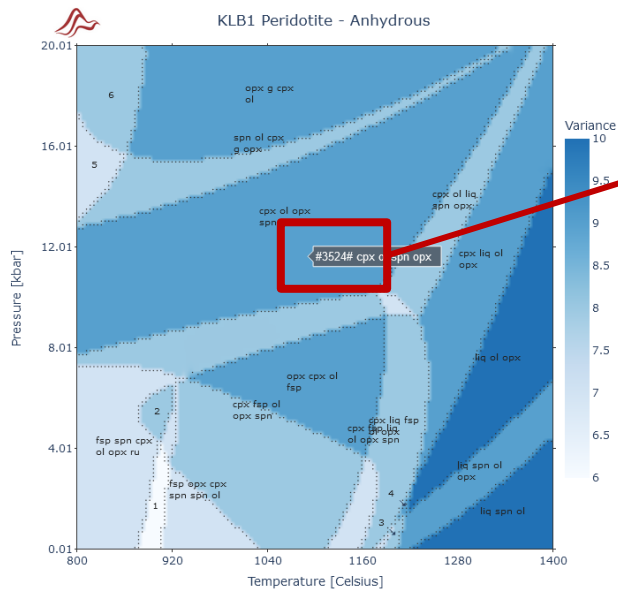 KLB1 Peridotite - Anhydrous
20.01
16.01
12.01
8.01
4.01
0.01
Pressure [kbar]
800
920
1040
1160
1280
1400
Temperature [Celsius]
6
opx g cpx
ol
spn ol cpx
g opx
5
cpx ol opx
spn
cpx ol liq
spn opx
#3524# cpx spn opx
cpx liq ol
opx
liq ol opx
opx cpx ol
fsp
cpx fsp ol
opx spn
2
cpx liq fsp
ol opx
cpx fsp liq
ol opx spn
fsp spn cpx
ol opx ru
fsp opx cpx
spn spn ol
1
4
3
liq spn ol
opx
liq spn ol
Variance
10
9.5
9
8.5
8
7.5
7
6.5
6